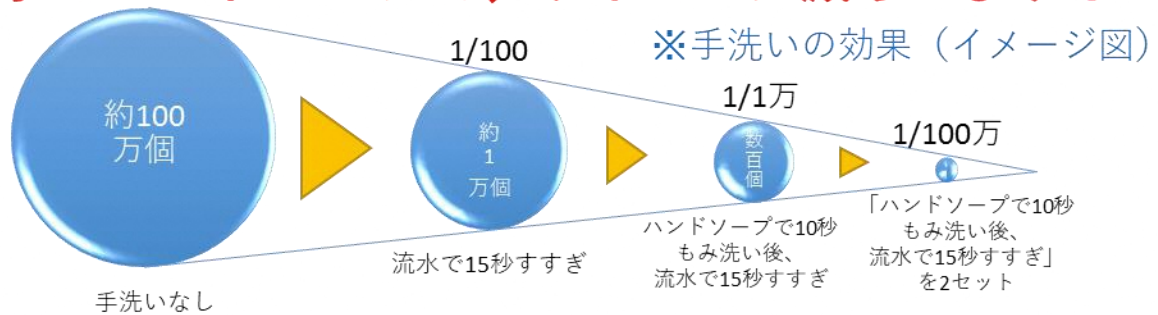 ※手洗いの効果（イメージ図）
約100
万個
手洗いなし
1/100
約
1
万個
流水で15秒すすぎ
1/1万
数百個
ハンドソープで10秒
もみ洗い後、
流水で15秒すすぎ
1/100万
「ハンドソープで10秒
もみ洗い後、
流水で15秒すすぎ」
を2セット